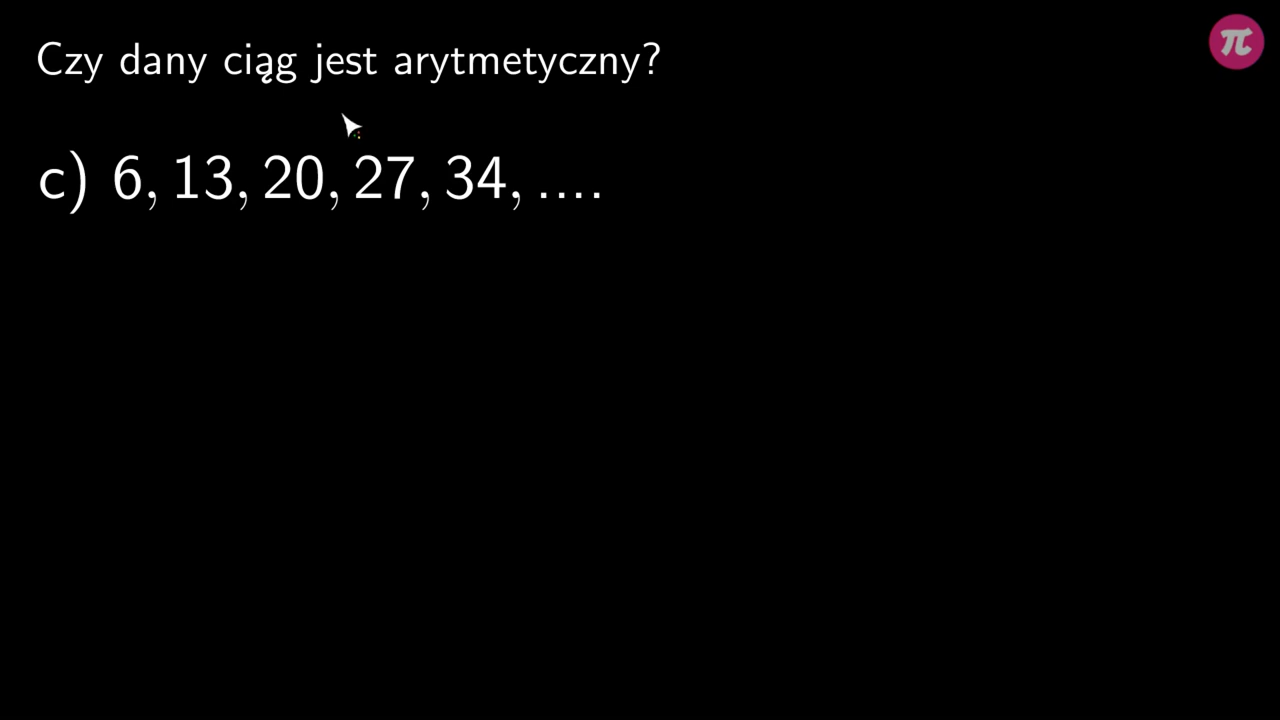 Czy dany ciąg jest arytmetyczny?
π
c) 6, 13, 20, 27, 34, ....